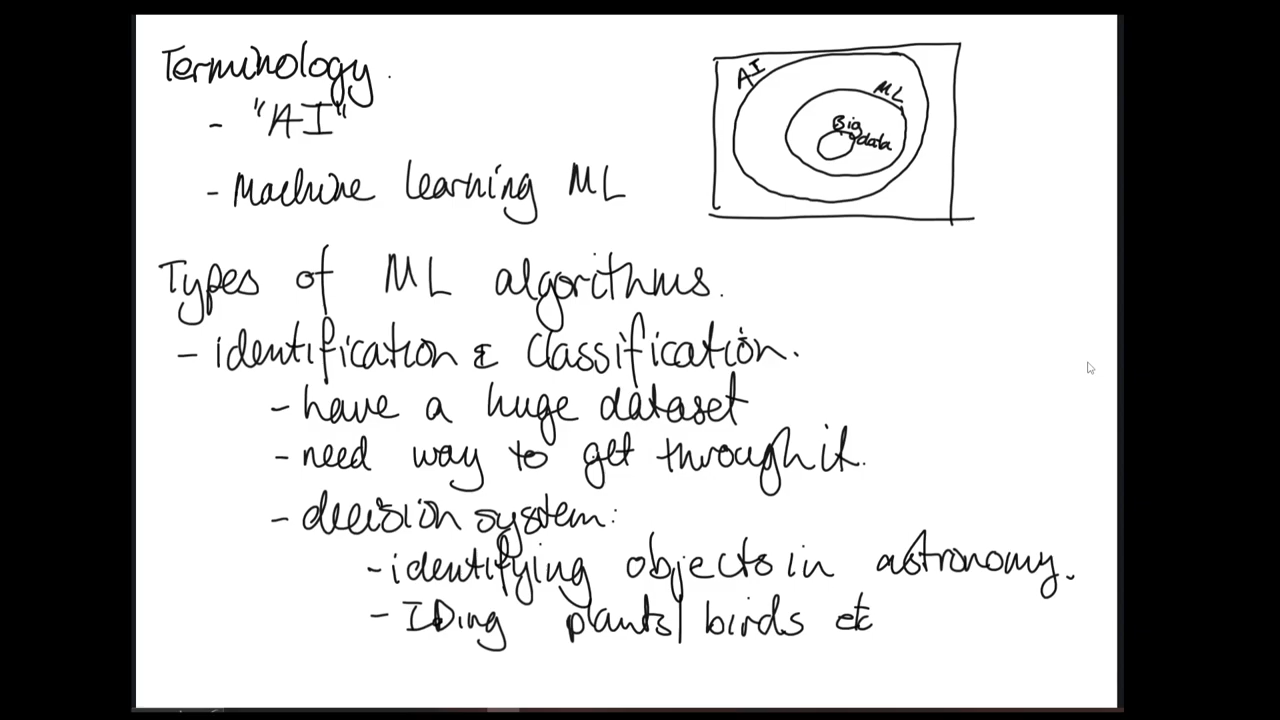 Terminology.
- "AI"
- Machine learning ML
AI
ML
Big
data
Types of ML algorithms.
- identification & classification.
- have a huge dataset
- need way to get through it.
- decision system:
- identifying objects in astronomy.
- IDing plants/birds etc